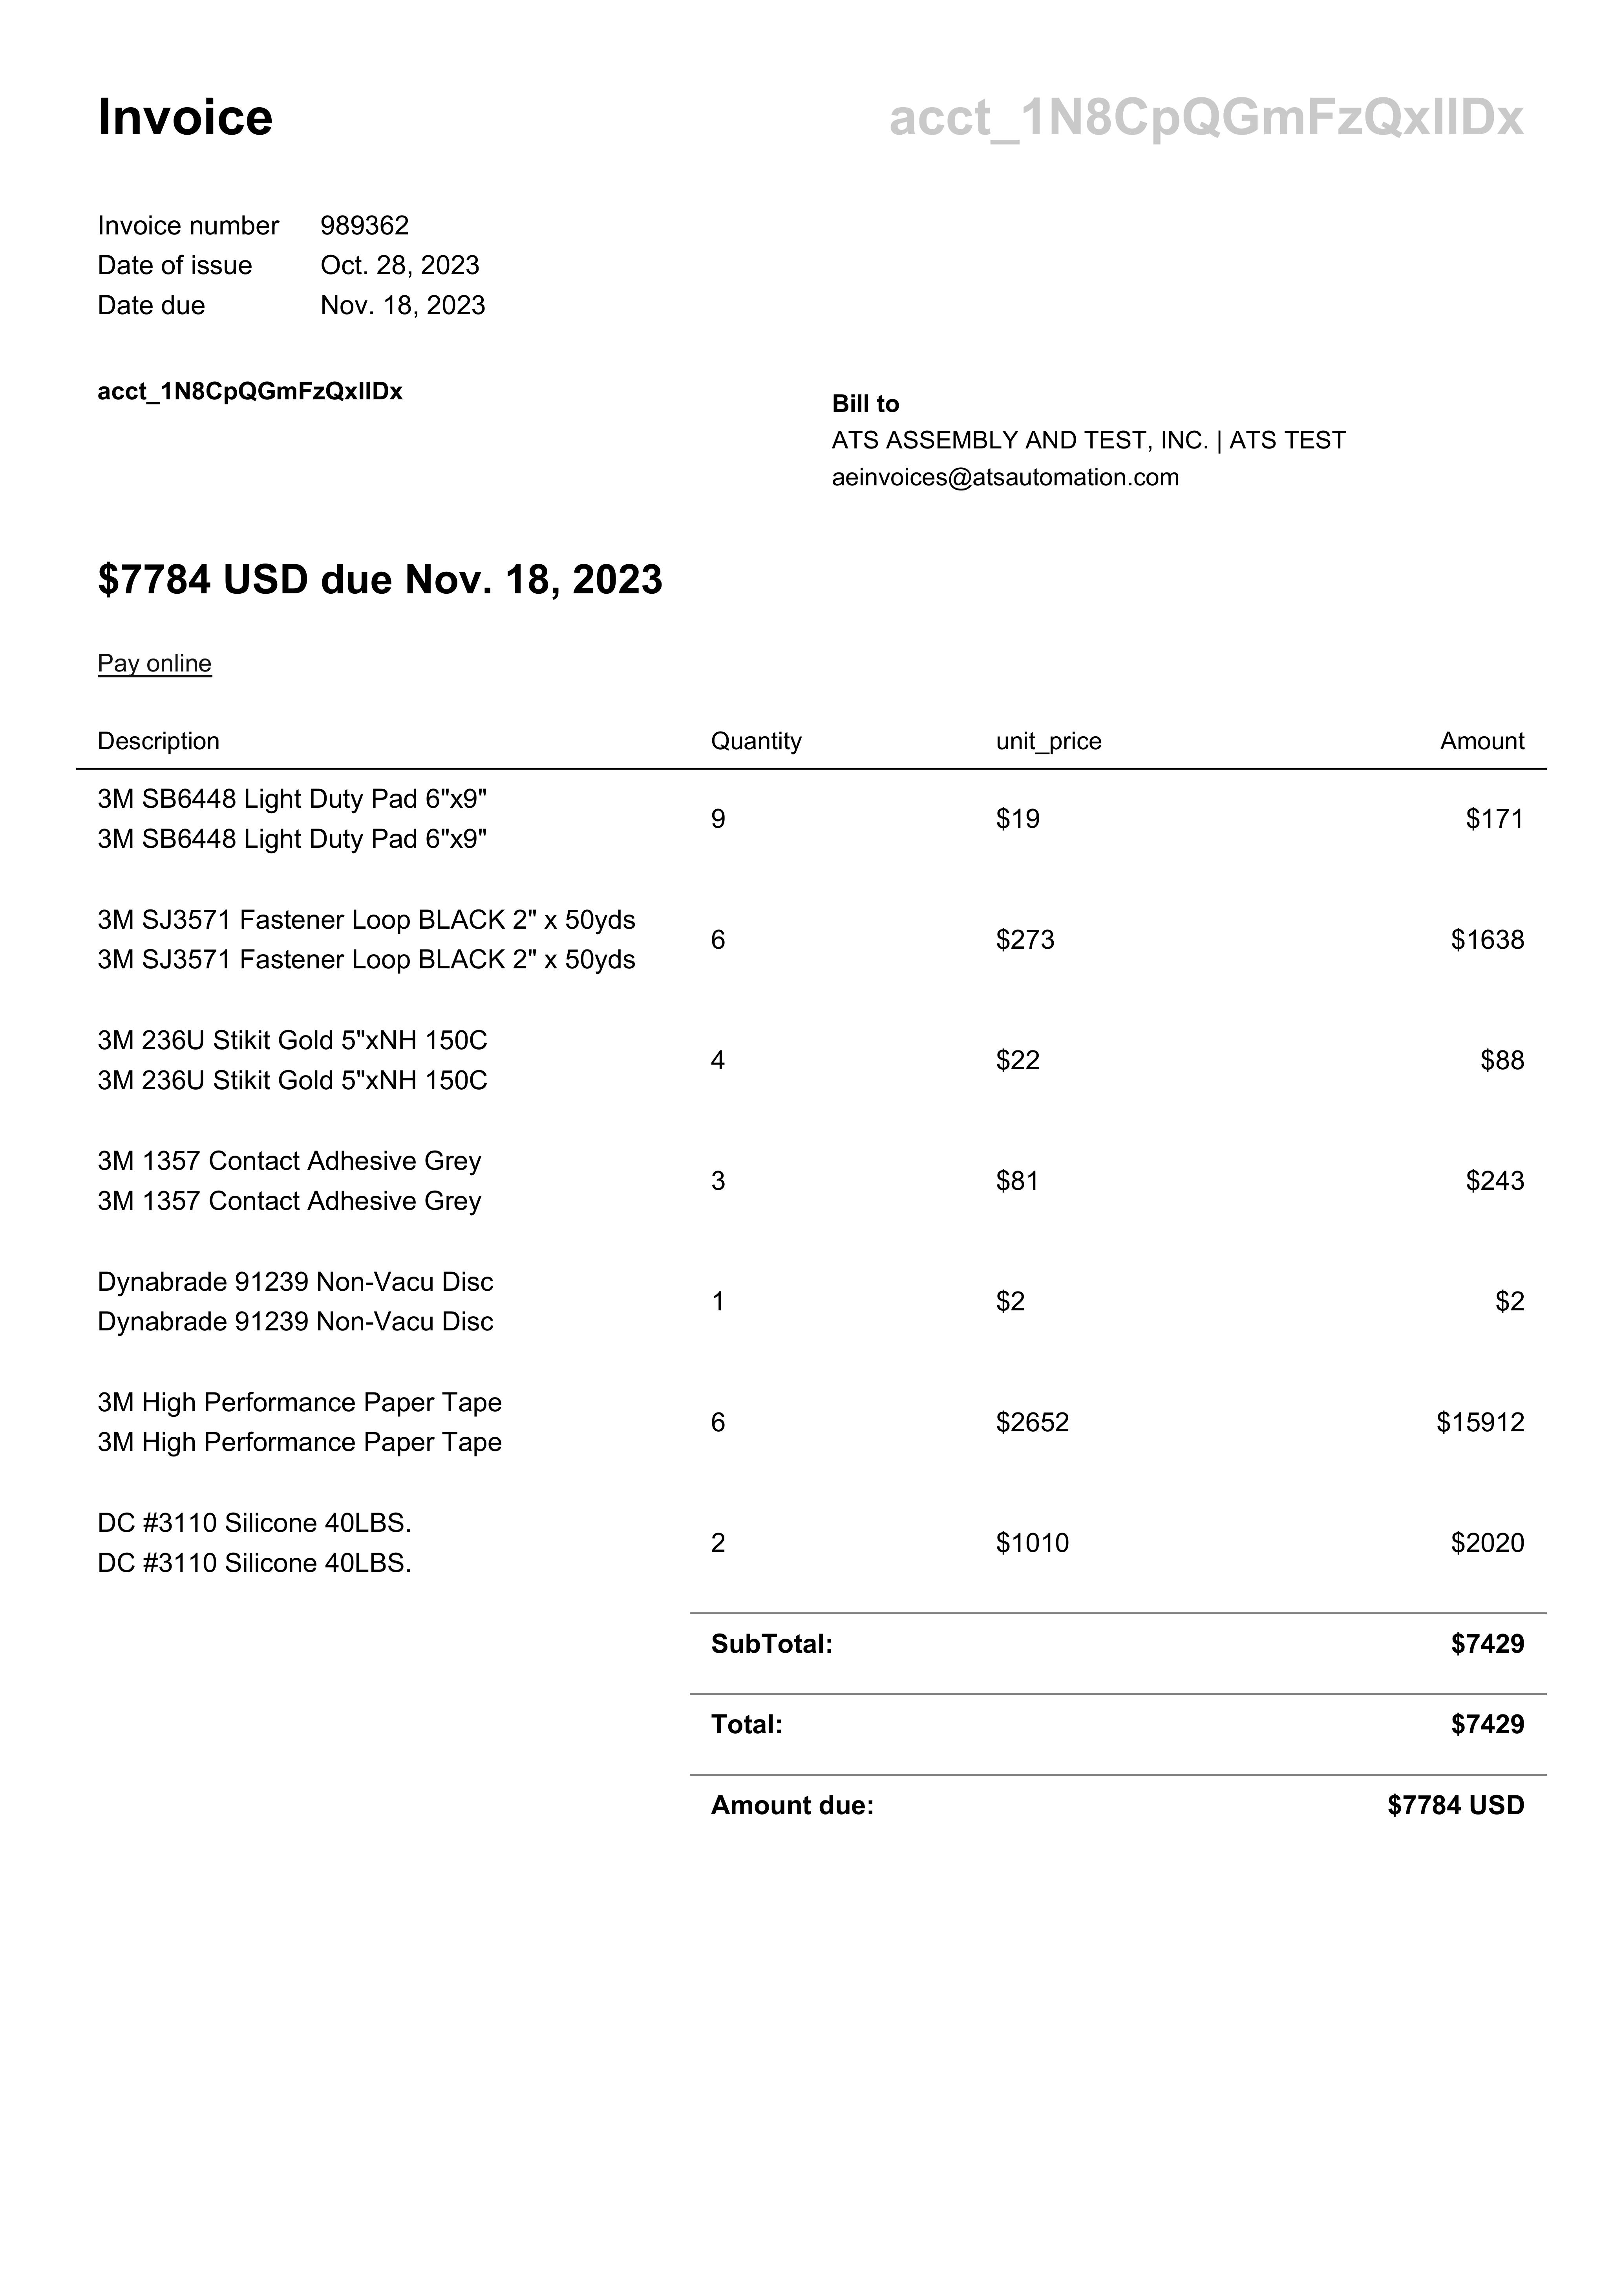 Invoice
acct_1N8CpQGmFzQxIlDx
Invoice number 989362
Date of issue Oct. 28, 2023
Date due Nov. 18, 2023
acct_1N8CpQGmFzQxIlDx
Bill to
ATS ASSEMBLY AND TEST, INC. | ATS TEST
aeinvoices@atsautomation.com
$7784 USD due Nov. 18, 2023
Pay online
Description Quantity unit_price Amount
3M SB6448 Light Duty Pad 6"x9"
3M SB6448 Light Duty Pad 6"x9"
9 $19 $171
3M SJ3571 Fastener Loop BLACK 2" x 50yds
3M SJ3571 Fastener Loop BLACK 2" x 50yds
6 $273 $1638
3M 236U Stikit Gold 5"xNH 150C
3M 236U Stikit Gold 5"xNH 150C
4 $22 $88
3M 1357 Contact Adhesive Grey
3M 1357 Contact Adhesive Grey
3 $81 $243
Dynabrade 91239 Non-Vacu Disc
Dynabrade 91239 Non-Vacu Disc
1 $2 $2
3M High Performance Paper Tape
3M High Performance Paper Tape
6 $2652 $15912
DC #3110 Silicone 40LBS.
DC #3110 Silicone 40LBS.
2 $1010 $2020
SubTotal: $7429
Total: $7429
Amount due: $7784 USD